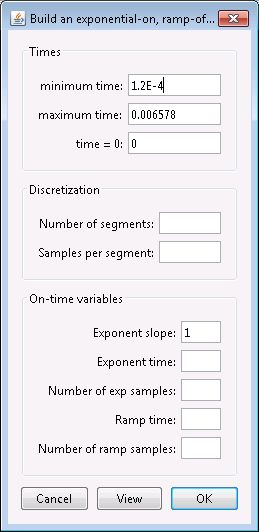 Build an exponential-on, ramp-of...
Times
minimum time: 1.2E-4
maximum time: 0.006578
time = 0: 0
Discretization
Number of segments:
Samples per segment:
On-time variables
Exponent slope: 1
Exponent time:
Number of exp samples:
Ramp time:
Number of ramp samples:
Cancel View OK